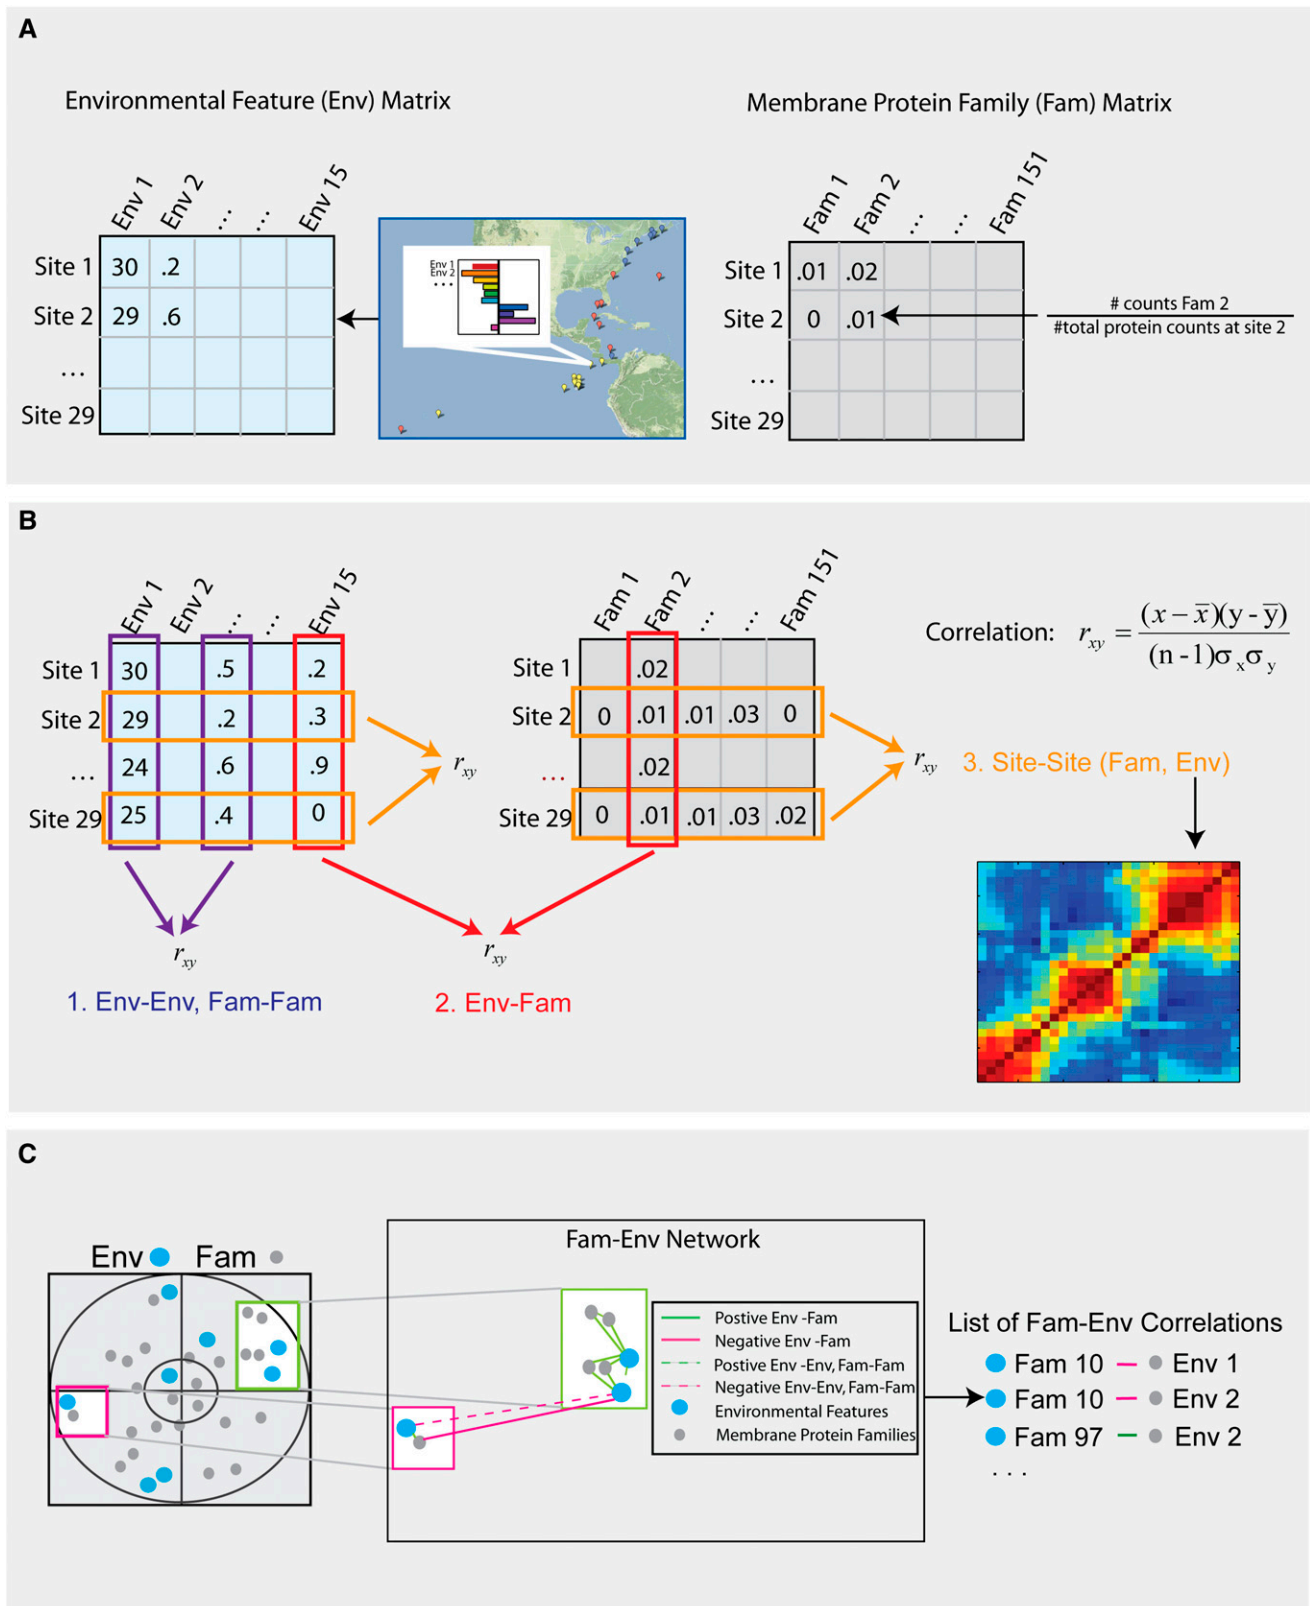 A
Environmental Feature (Env) Matrix
Membrane Protein Family (Fam) Matrix
Env 1 Env 2 ... ... Env 15
Fam 1 Fam 2 ... ... Fam 151
Site 1 30 .2
Site 2 29 .6
...
Site 29
Env 1
Env 2
...
Site 1 .01 .02
Site 2 0 .01
...
Site 29
# counts Fam 2
#total protein counts at site 2
B
Env 1 Env 2 ... ... Env 15
Site 1 30 .5 .2
Site 2 29 .2 .3
... 24 .6 .9
Site 29 25 .4 0
Fam 1 Fam 2 ... ... Fam 151
Site 1 .02
Site 2 0 .01 .01 .03 0
... .02
Site 29 0 .01 .01 .03 .02
Correlation: r_xy = (x - x̄)(y - ȳ) / (n -1)σ_x σ_y
r_xy
r_xy
3. Site-Site (Fam, Env)
r_xy
r_xy
1. Env-Env, Fam-Fam
2. Env-Fam
C
Env Fam
Fam-Env Network
Postive Env -Fam
Negative Env -Fam
Postive Env -Env, Fam-Fam
Negative Env-Env, Fam-Fam
Environmental Features
Membrane Protein Families
List of Fam-Env Correlations
Fam 10 Env 1
Fam 10 Env 2
Fam 97 Env 2
. . .